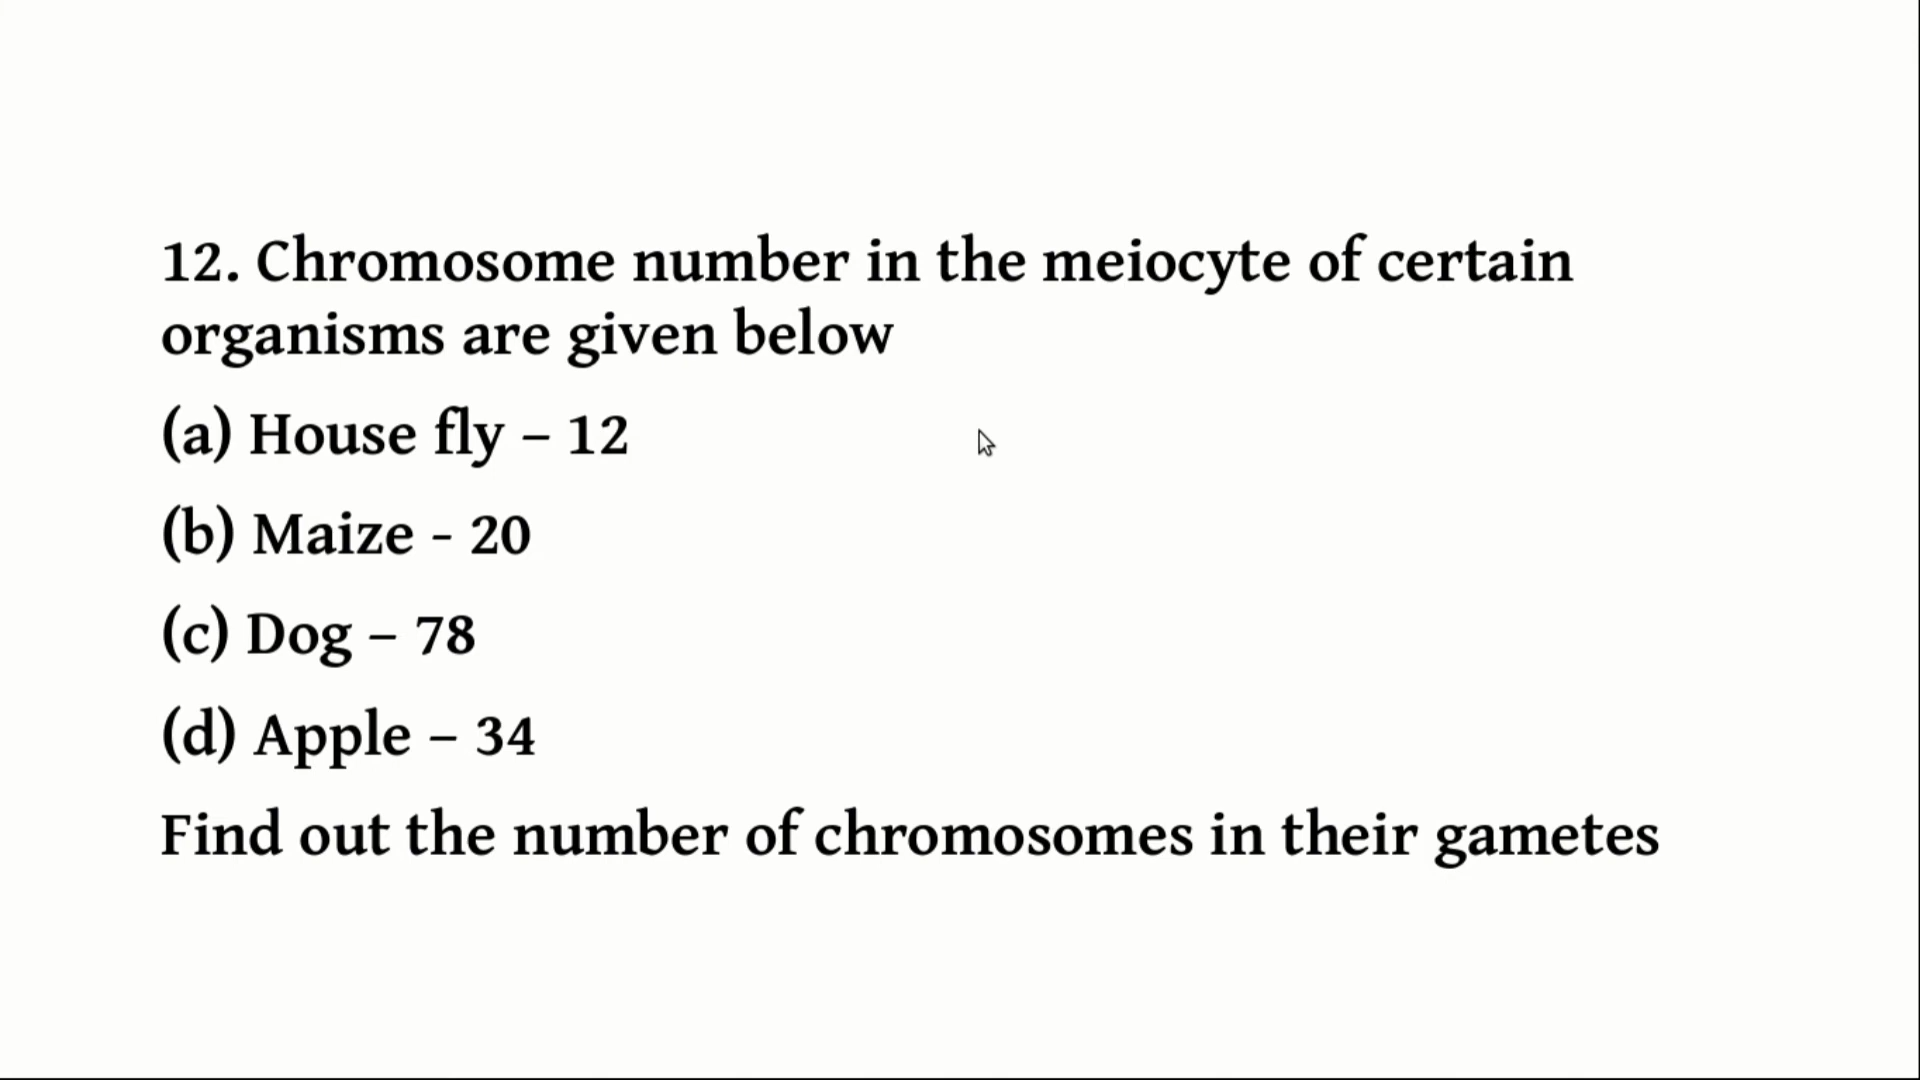 12. Chromosome number in the meiocyte of certain
organisms are given below
(a) House fly – 12
(b) Maize - 20
(c) Dog – 78
(d) Apple – 34
Find out the number of chromosomes in their gametes